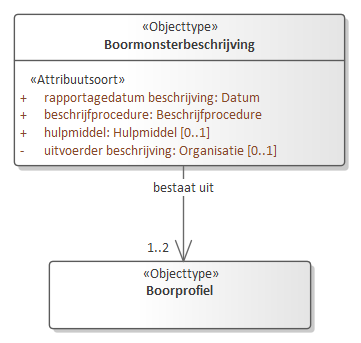 «Objecttype»
Boormonsterbeschrijving
«Attribuutsoort»
+ rapportagedatum beschrijving: Datum
+ beschrijfprocedure: Beschrijfprocedure
+ hulpmiddel: Hulpmiddel [0..1]
- uitvoerder beschrijving: Organisatie [0..1]
bestaat uit
1..2
«Objecttype»
Boorprofiel